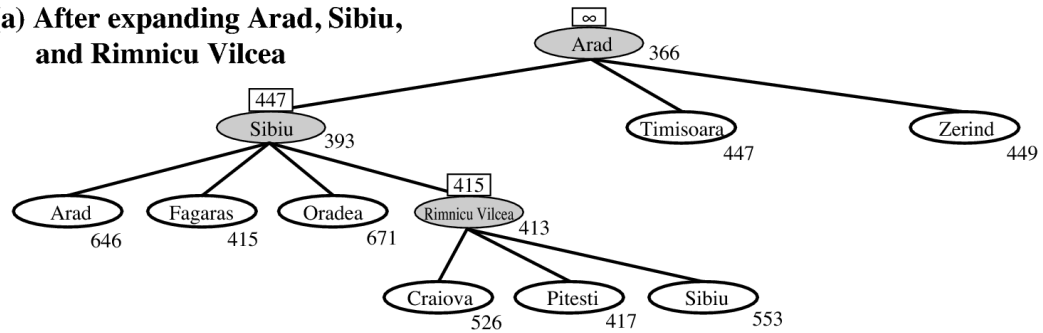 a) After expanding Arad, Sibiu,
and Rimnicu Vilcea
∞
Arad
366
447
Sibiu
393
Timisoara
447
Zerind
449
Arad
646
Fagaras
415
Oradea
671
415
Rimnicu Vilcea
413
Craiova
526
Pitesti
417
Sibiu
553